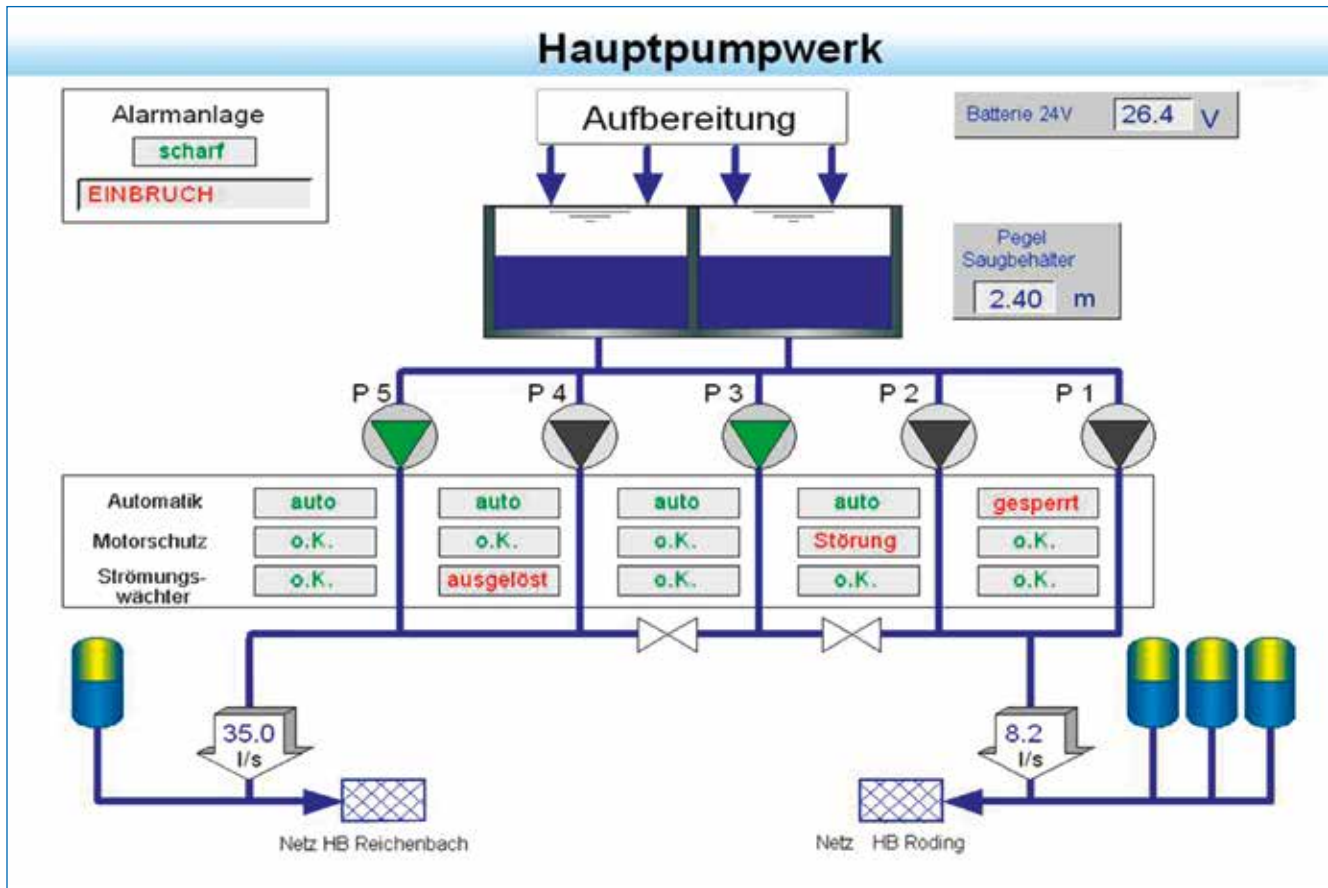 Hauptpumpwerk
Alarmanlage
scharf
EINBRUCH
Aufbereitung
Batterie 24V 26.4 V
Pegel
Saugbehälter
2.40 m
P 5 P 4 P 3 P 2 P 1
Automatik auto auto auto auto gesperrt
Motorschutz o.K. o.K. o.K. Störung o.K.
Strömungs-
wächter o.K. ausgelöst o.K. o.K. o.K.
35.0
l/s
8.2
l/s
Netz HB Reichenbach
Netz HB Roding